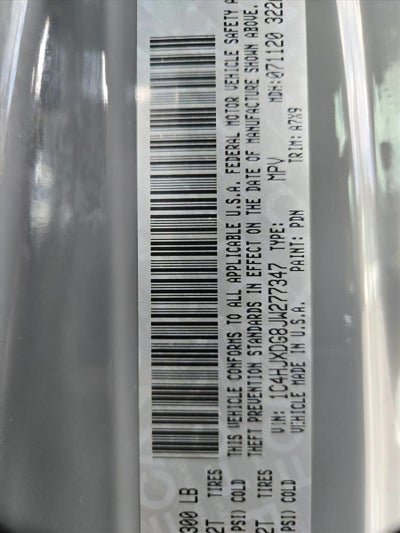 300 LB
2T TIRES
PSI) COLD
THIS VEHICLE CONFORMS TO ALL APPLICABLE U.S.A. FEDERAL MOTOR VEHICLE SAFETY A
THEFT PREVENTION STANDARDS IN EFFECT ON THE DATE OF MANUFACTURE SHOWN ABOVE.
VIN: 1C4HJXDG8JW277347 TYPE: MPV MDH:071120 322
VEHICLE MADE IN U.S.A. PAINT: PDN TRIM: A7X9
2T TIRES
PSI) COLD